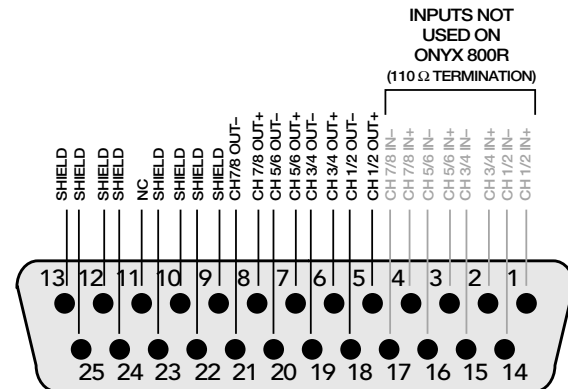 INPUTS NOT
USED ON
ONYX 800R
(110 Ω TERMINATION)
SHIELD
SHIELD
SHIELD
SHIELD
NC
SHIELD
SHIELD
SHIELD
SHIELD
CH7/8 OUT–
CH 7/8 OUT+
CH 5/6 OUT–
CH 5/6 OUT+
CH 3/4 OUT–
CH 3/4 OUT+
CH 1/2 OUT–
CH 1/2 OUT+
CH 7/8 IN–
CH 7/8 IN+
CH 5/6 IN–
CH 5/6 IN+
CH 3/4 IN–
CH 3/4 IN+
CH 1/2 IN–
CH 1/2 IN+
13 12 11 10 9 8 7 6 5 4 3 2 1
25 24 23 22 21 20 19 18 17 16 15 14